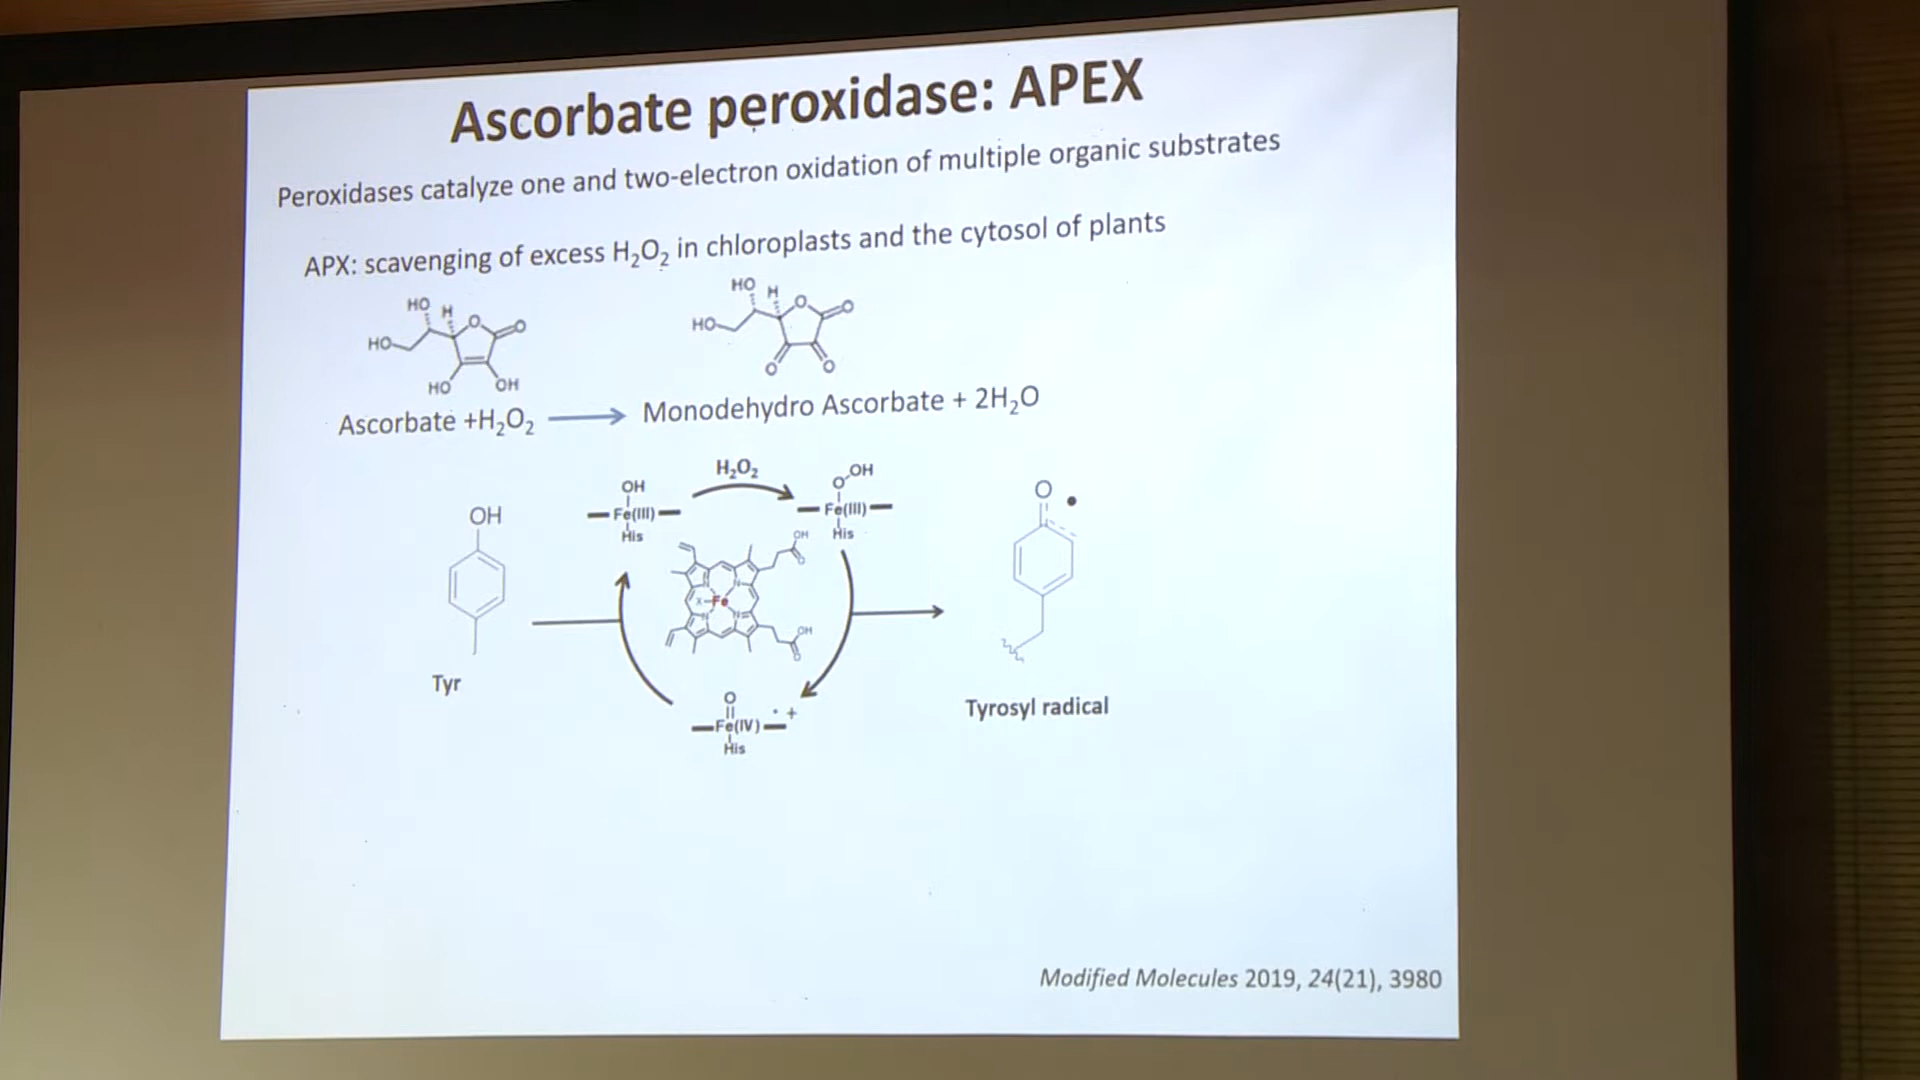 Ascorbate peroxidase: APEX
Peroxidases catalyze one and two-electron oxidation of multiple organic substrates
APX: scavenging of excess H₂O₂ in chloroplasts and the cytosol of plants
HO H O O
HO
HO OH
HO H O O
HO
O O
Ascorbate +H₂O₂ Monodehydro Ascorbate + 2H₂O
H₂O₂
OH
Fe(III)
His
O OH
Fe(III)
His
OH
Tyr
OH
O
N N
X-Fe
N N
OH
O
O
Fe(IV) • +
His
O •
Tyrosyl radical
Modified Molecules 2019, 24(21), 3980